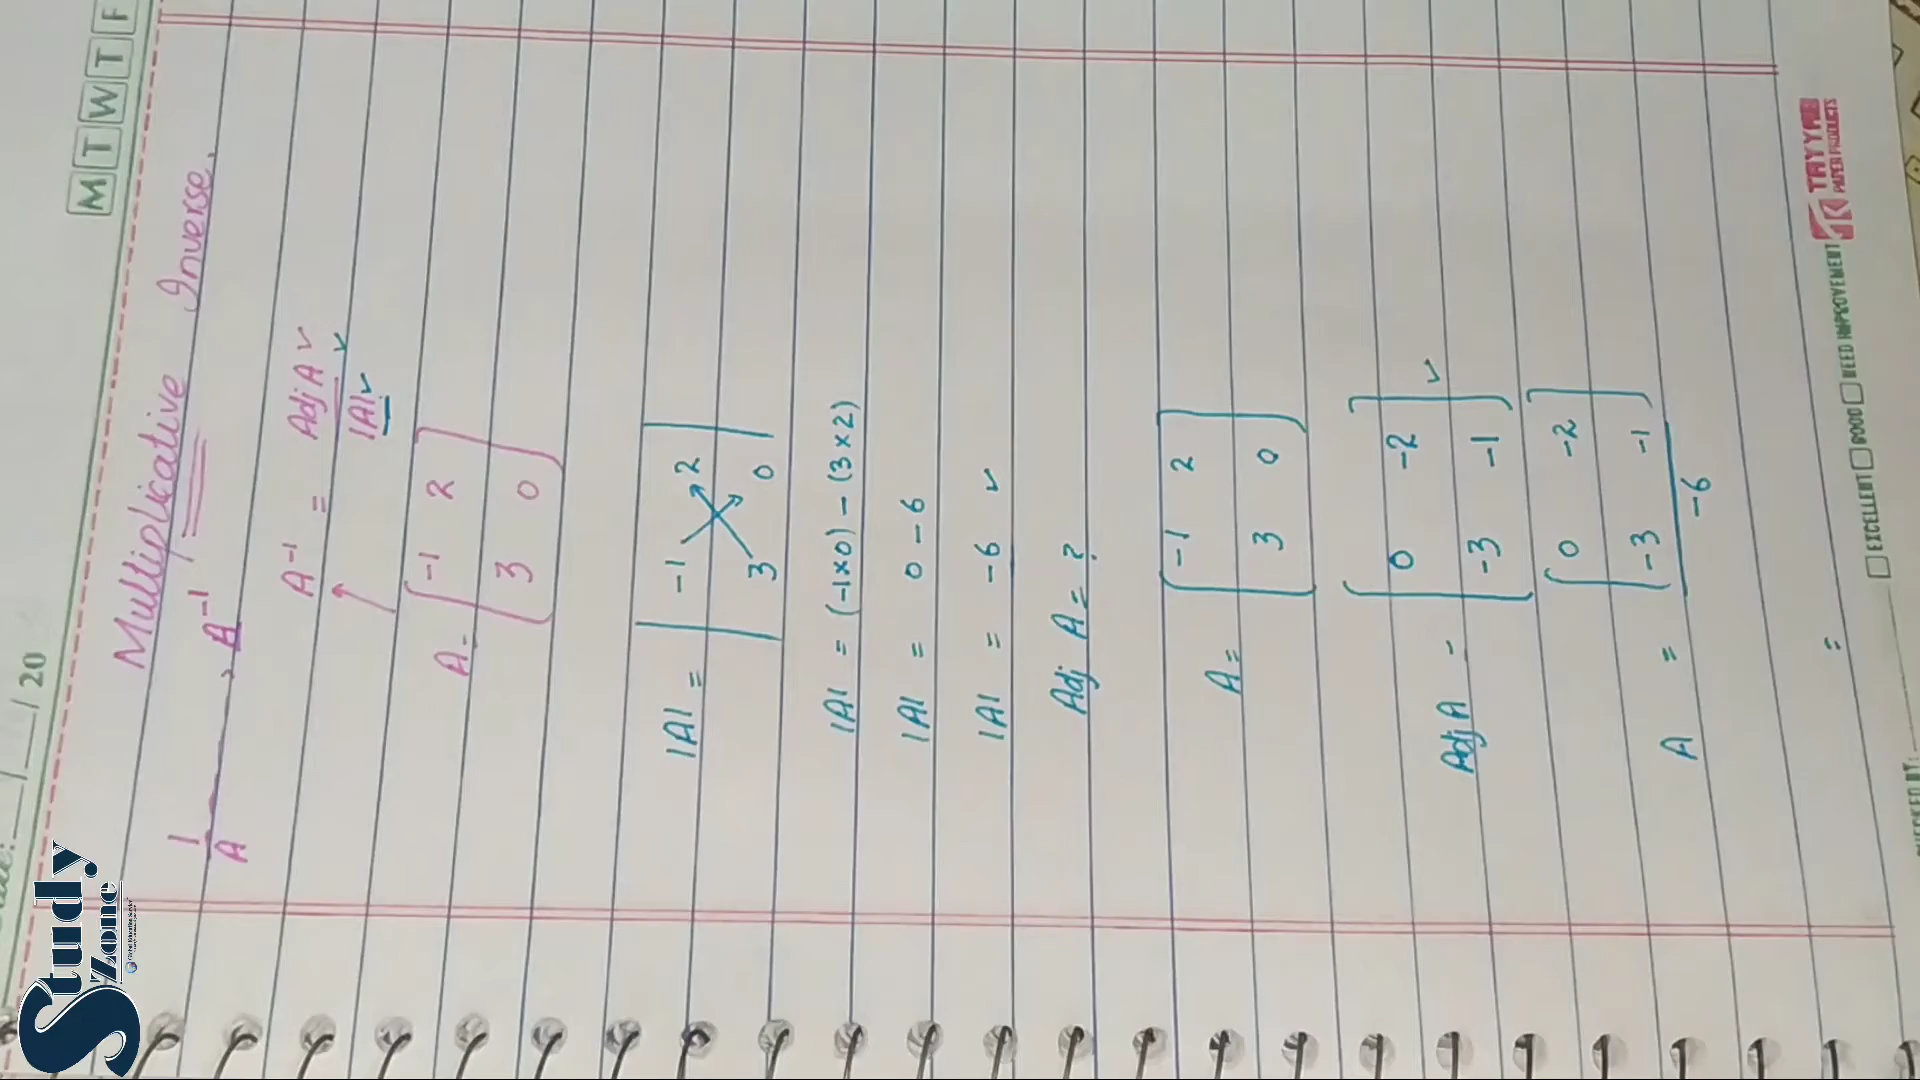 / / 20
M T W T F
Multiplicative Inverse.
1/A , A⁻¹
A⁻¹ = Adj A ✓ / |A| ✓ ✓
A = [ -1 2
3 0 ]
|A| = | -1 2
3 0 |
|A| = (-1×0) - (3×2)
|A| = 0 - 6
|A| = -6 ✓
Adj A = ?
A = [ -1 2
3 0 ]
Adj A - [ 0 -2
-3 -1 ] ✓
A = [ 0 -2
-3 -1 ]
-6
=
EXCELLENT GOOD NEED IMPROVEMENT
TAYYAB
PAPER PRODUCTS
Study
Zone